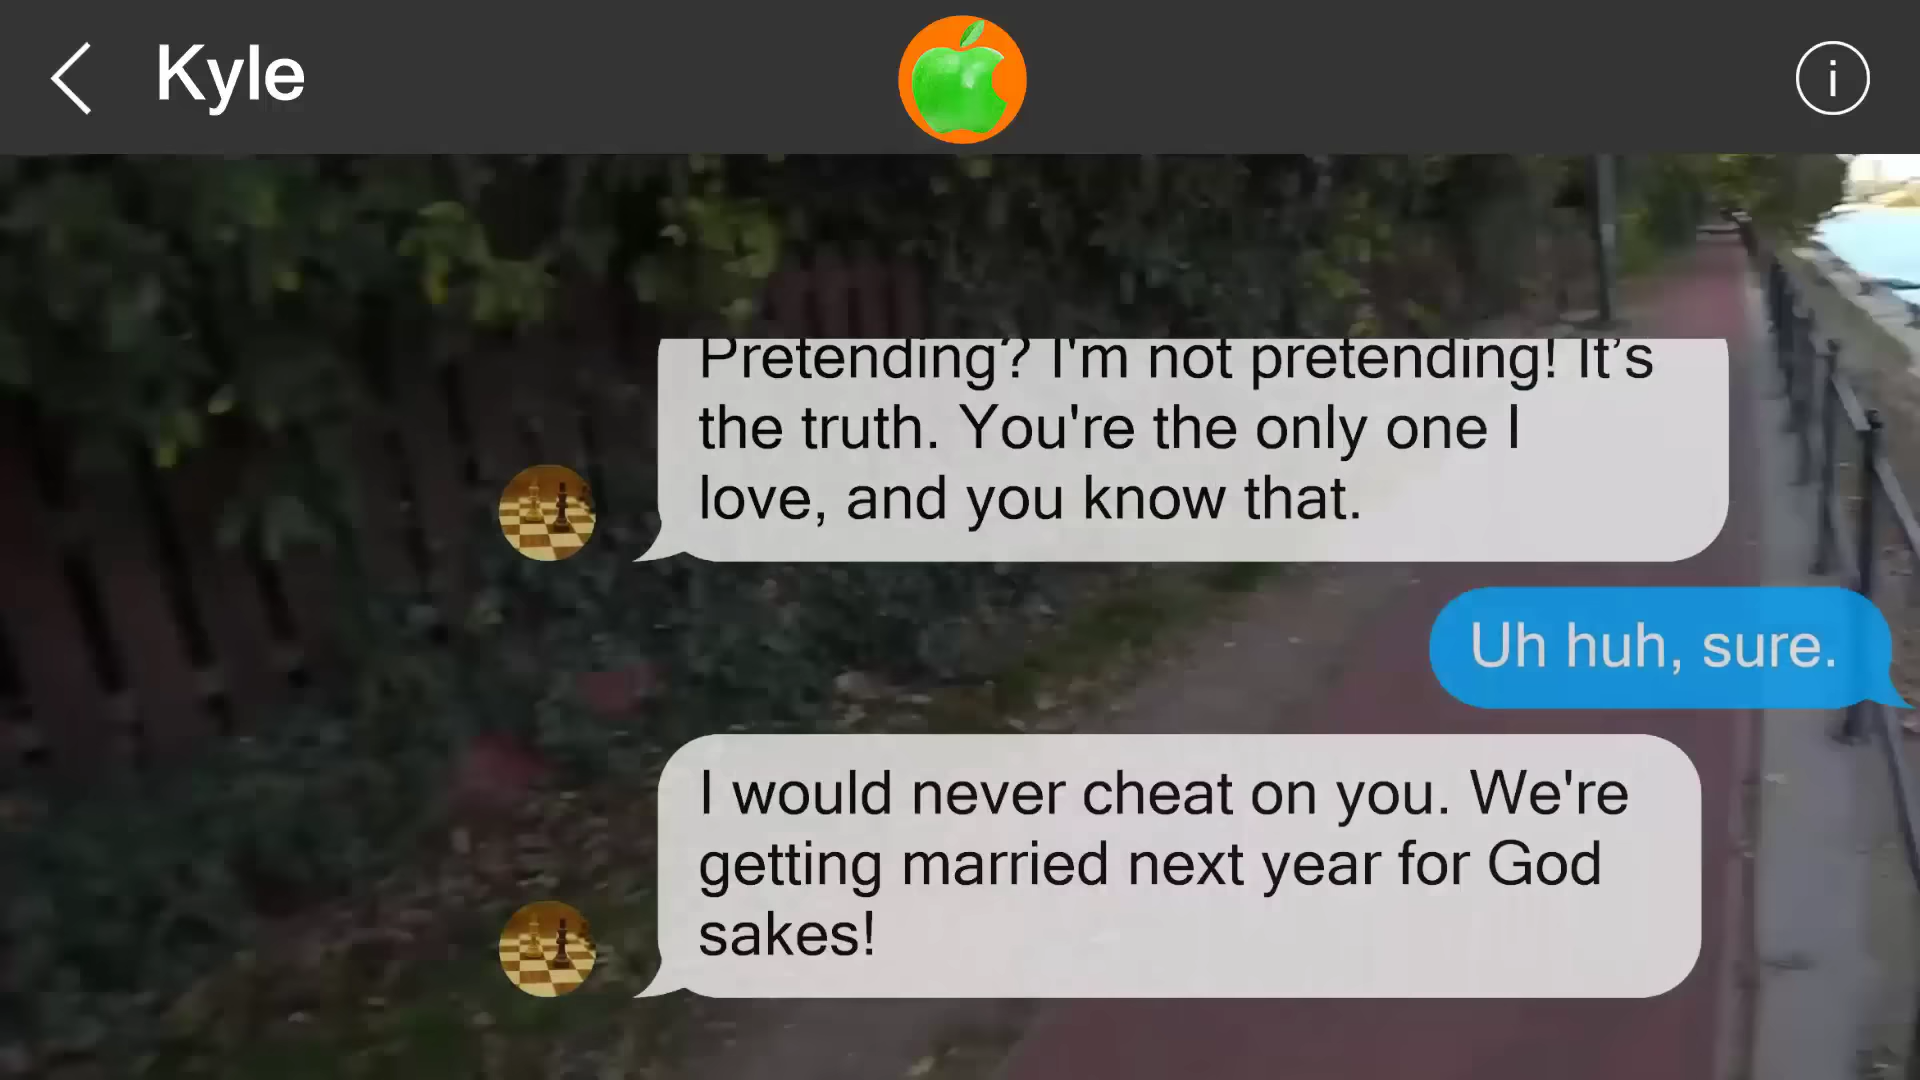 Kyle
i
Pretending? I'm not pretending! It’s
the truth. You're the only one I
love, and you know that.
Uh huh, sure.
I would never cheat on you. We're
getting married next year for God
sakes!